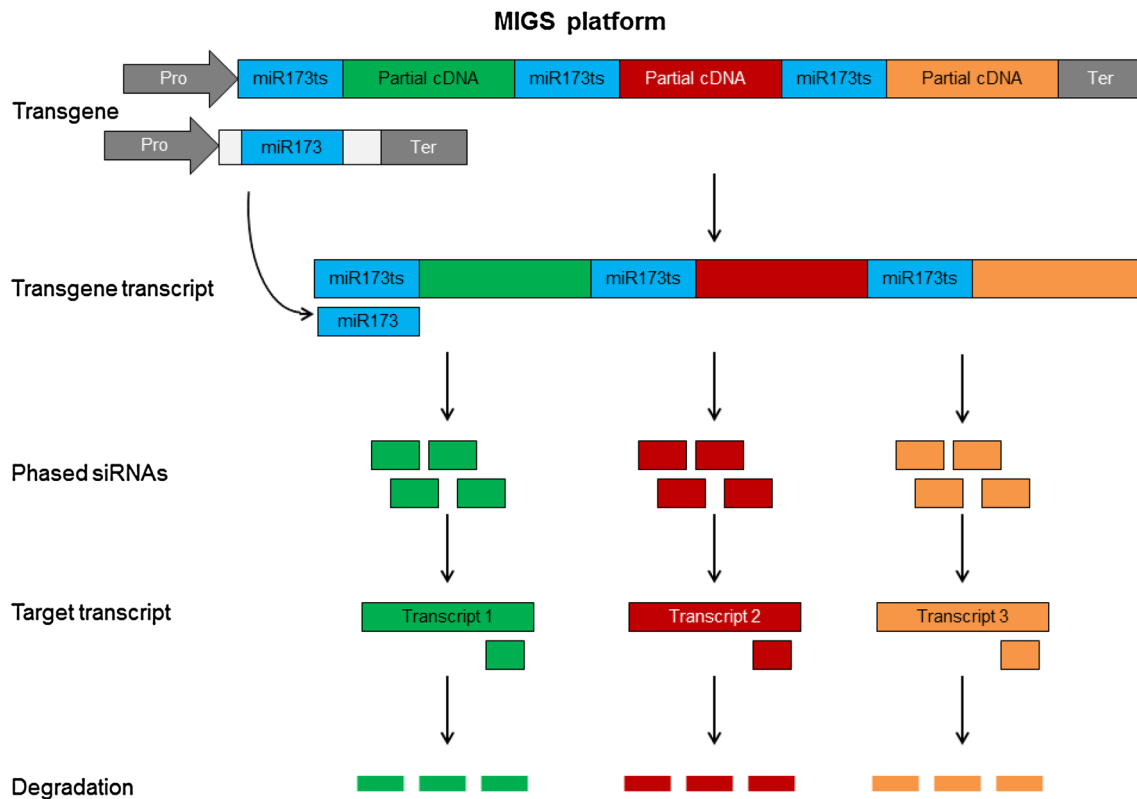 MIGS platform
Pro miR173ts Partial cDNA miR173ts Partial cDNA miR173ts Partial cDNA Ter
Transgene
Pro miR173 Ter
miR173ts miR173ts miR173ts
Transgene transcript
miR173
Phased siRNAs
Target transcript Transcript 1 Transcript 2 Transcript 3
Degradation